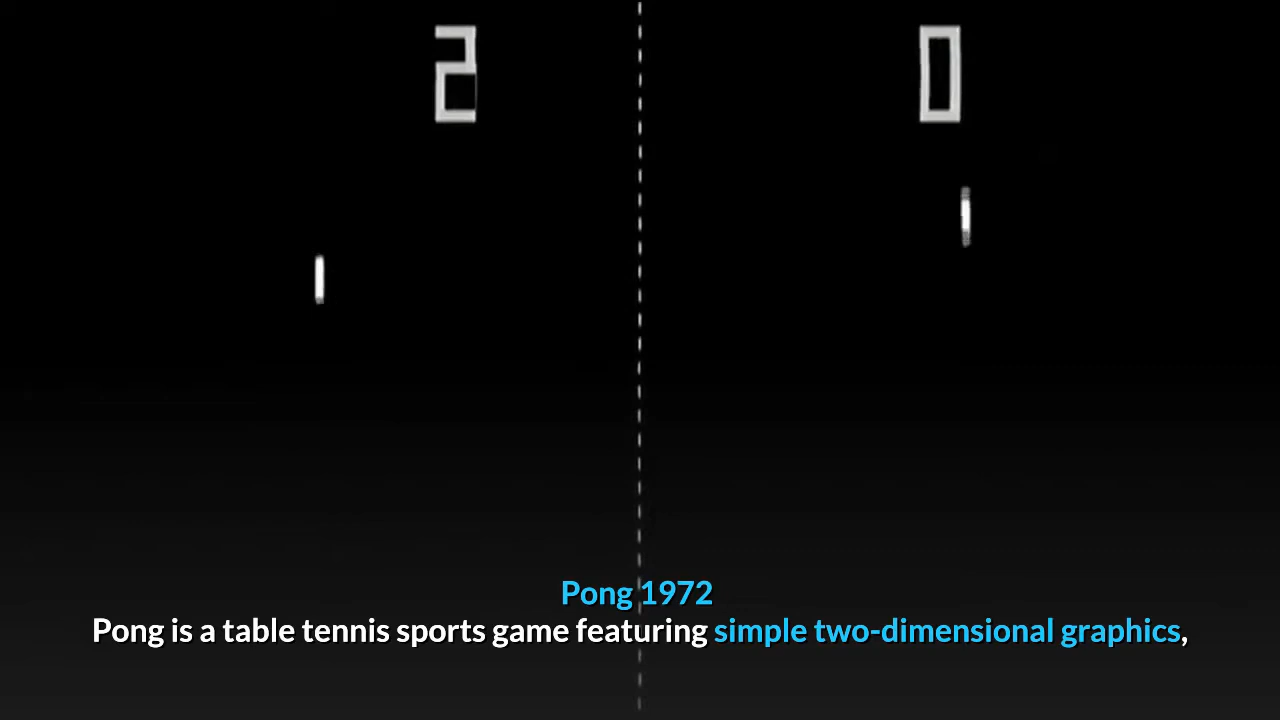 2 0
Pong 1972
Pong is a table tennis sports game featuring simple two-dimensional graphics,